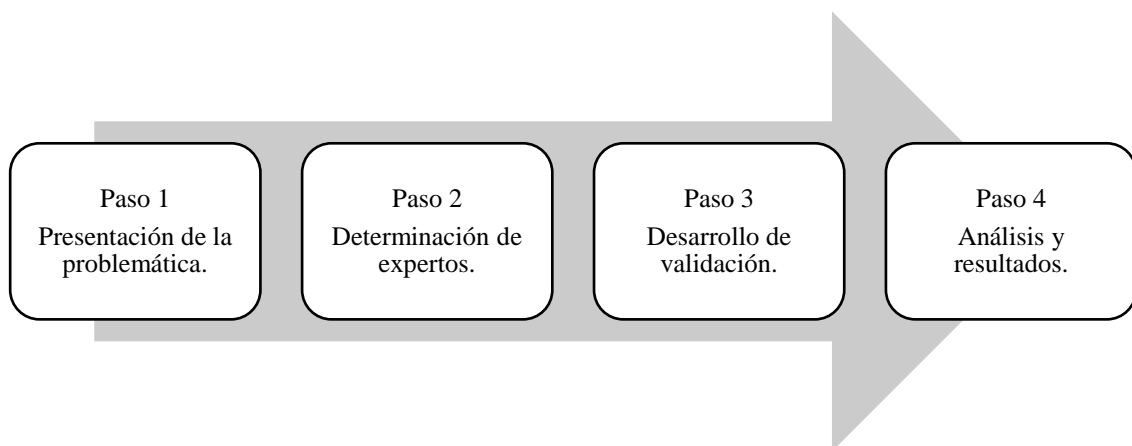 Paso 1
Presentación de la
problemática.
Paso 2
Determinación de
expertos.
Paso 3
Desarrollo de
validación.
Paso 4
Análisis y
resultados.